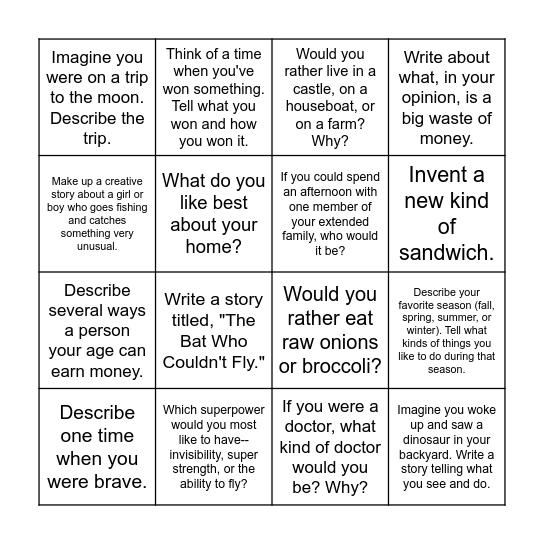 Imagine you
were on a trip
to the moon.
Describe the
trip.
Think of a time
when you've
won something.
Tell what you
won and how
you won it.
Would you
rather live in a
castle, on a
houseboat, or
on a farm?
Why?
Write about
what, in your
opinion, is a
big waste of
money.
Make up a creative
story about a girl or
boy who goes fishing
and catches
something very
unusual.
What do you
like best
about your
home?
If you could spend
an afternoon with
one member of
your extended
family, who would
it be?
Invent a
new kind
of
sandwich.
Describe
several ways
a person
your age can
earn money.
Write a story
titled, "The
Bat Who
Couldn't Fly."
Would you
rather eat
raw onions
or broccoli?
Describe your
favorite season (fall,
spring, summer, or
winter). Tell what
kinds of things you
like to do during that
season.
Describe
one time
when you
were brave.
Which superpower
would you most
like to have--
invisibility, super
strength, or the
ability to fly?
If you were a
doctor, what
kind of doctor
would you
be? Why?
Imagine you woke
up and saw a
dinosaur in your
backyard. Write a
story telling what
you see and do.